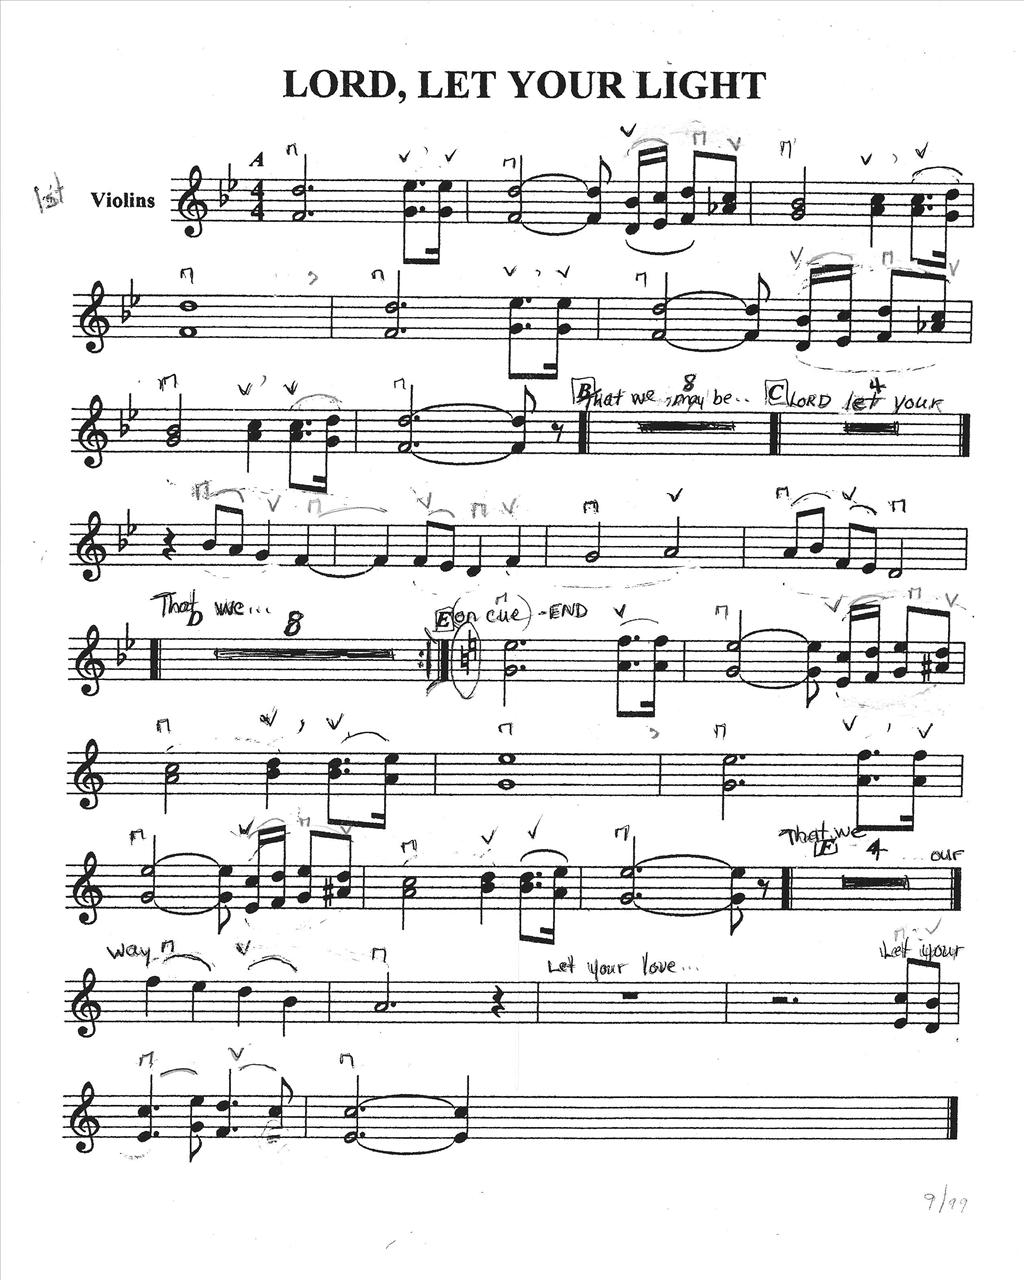 LORD, LET YOUR LIGHT
1st Violins
A
4 4
B That we may be.. 8 C LORD let your 4
That we...
D 8 E (on cue) -END
That we
F 4 our
way Let your love... Let your
9/99